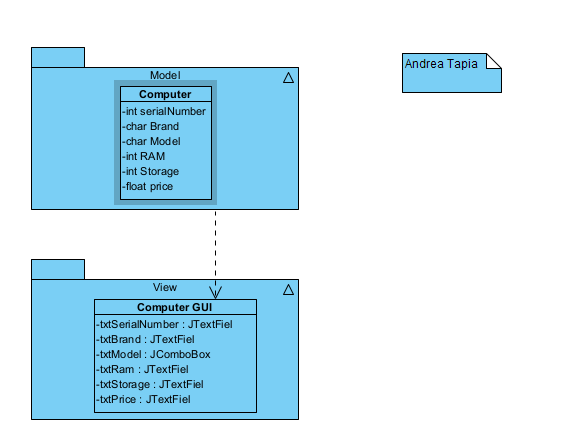 Model
Andrea Tapia
Computer
-int serialNumber
-char Brand
-char Model
-int RAM
-int Storage
-float price
View
Computer GUI
-txtSerialNumber : JTextFiel
-txtBrand : JTextFiel
-txtModel : JComboBox
-txtRam : JTextFiel
-txtStorage : JTextFiel
-txtPrice : JTextFiel